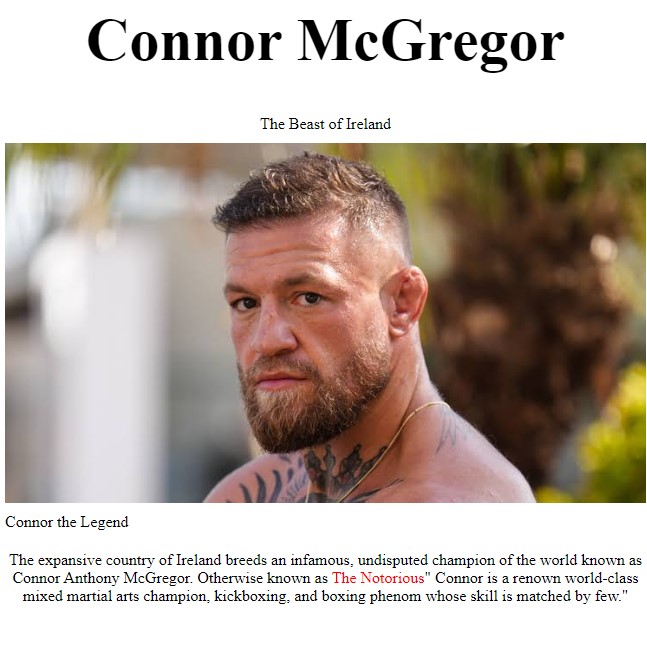 Connor McGregor
The Beast of Ireland
Connor the Legend
The expansive country of Ireland breeds an infamous, undisputed champion of the world known as
Connor Anthony McGregor. Otherwise known as The Notorious" Connor is a renown world-class
mixed martial arts champion, kickboxing, and boxing phenom whose skill is matched by few."